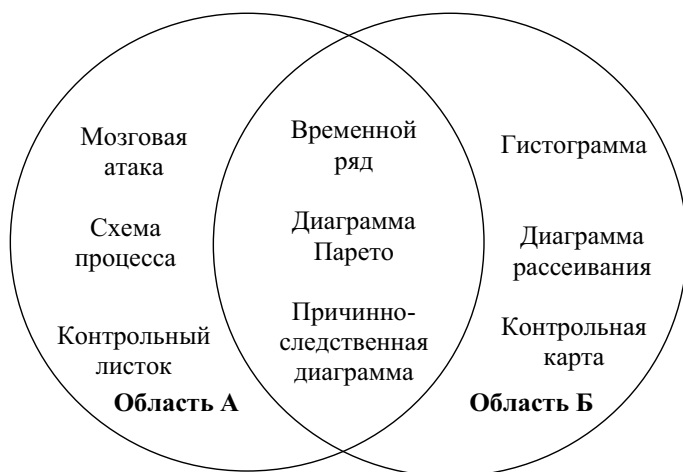 Мозговая
атака
Схема
процесса
Контрольный
листок
Область А
Временной
ряд
Диаграмма
Парето
Причинно-
следственная
диаграмма
Гистограмма
Диаграмма
рассеивания
Контрольная
карта
Область Б